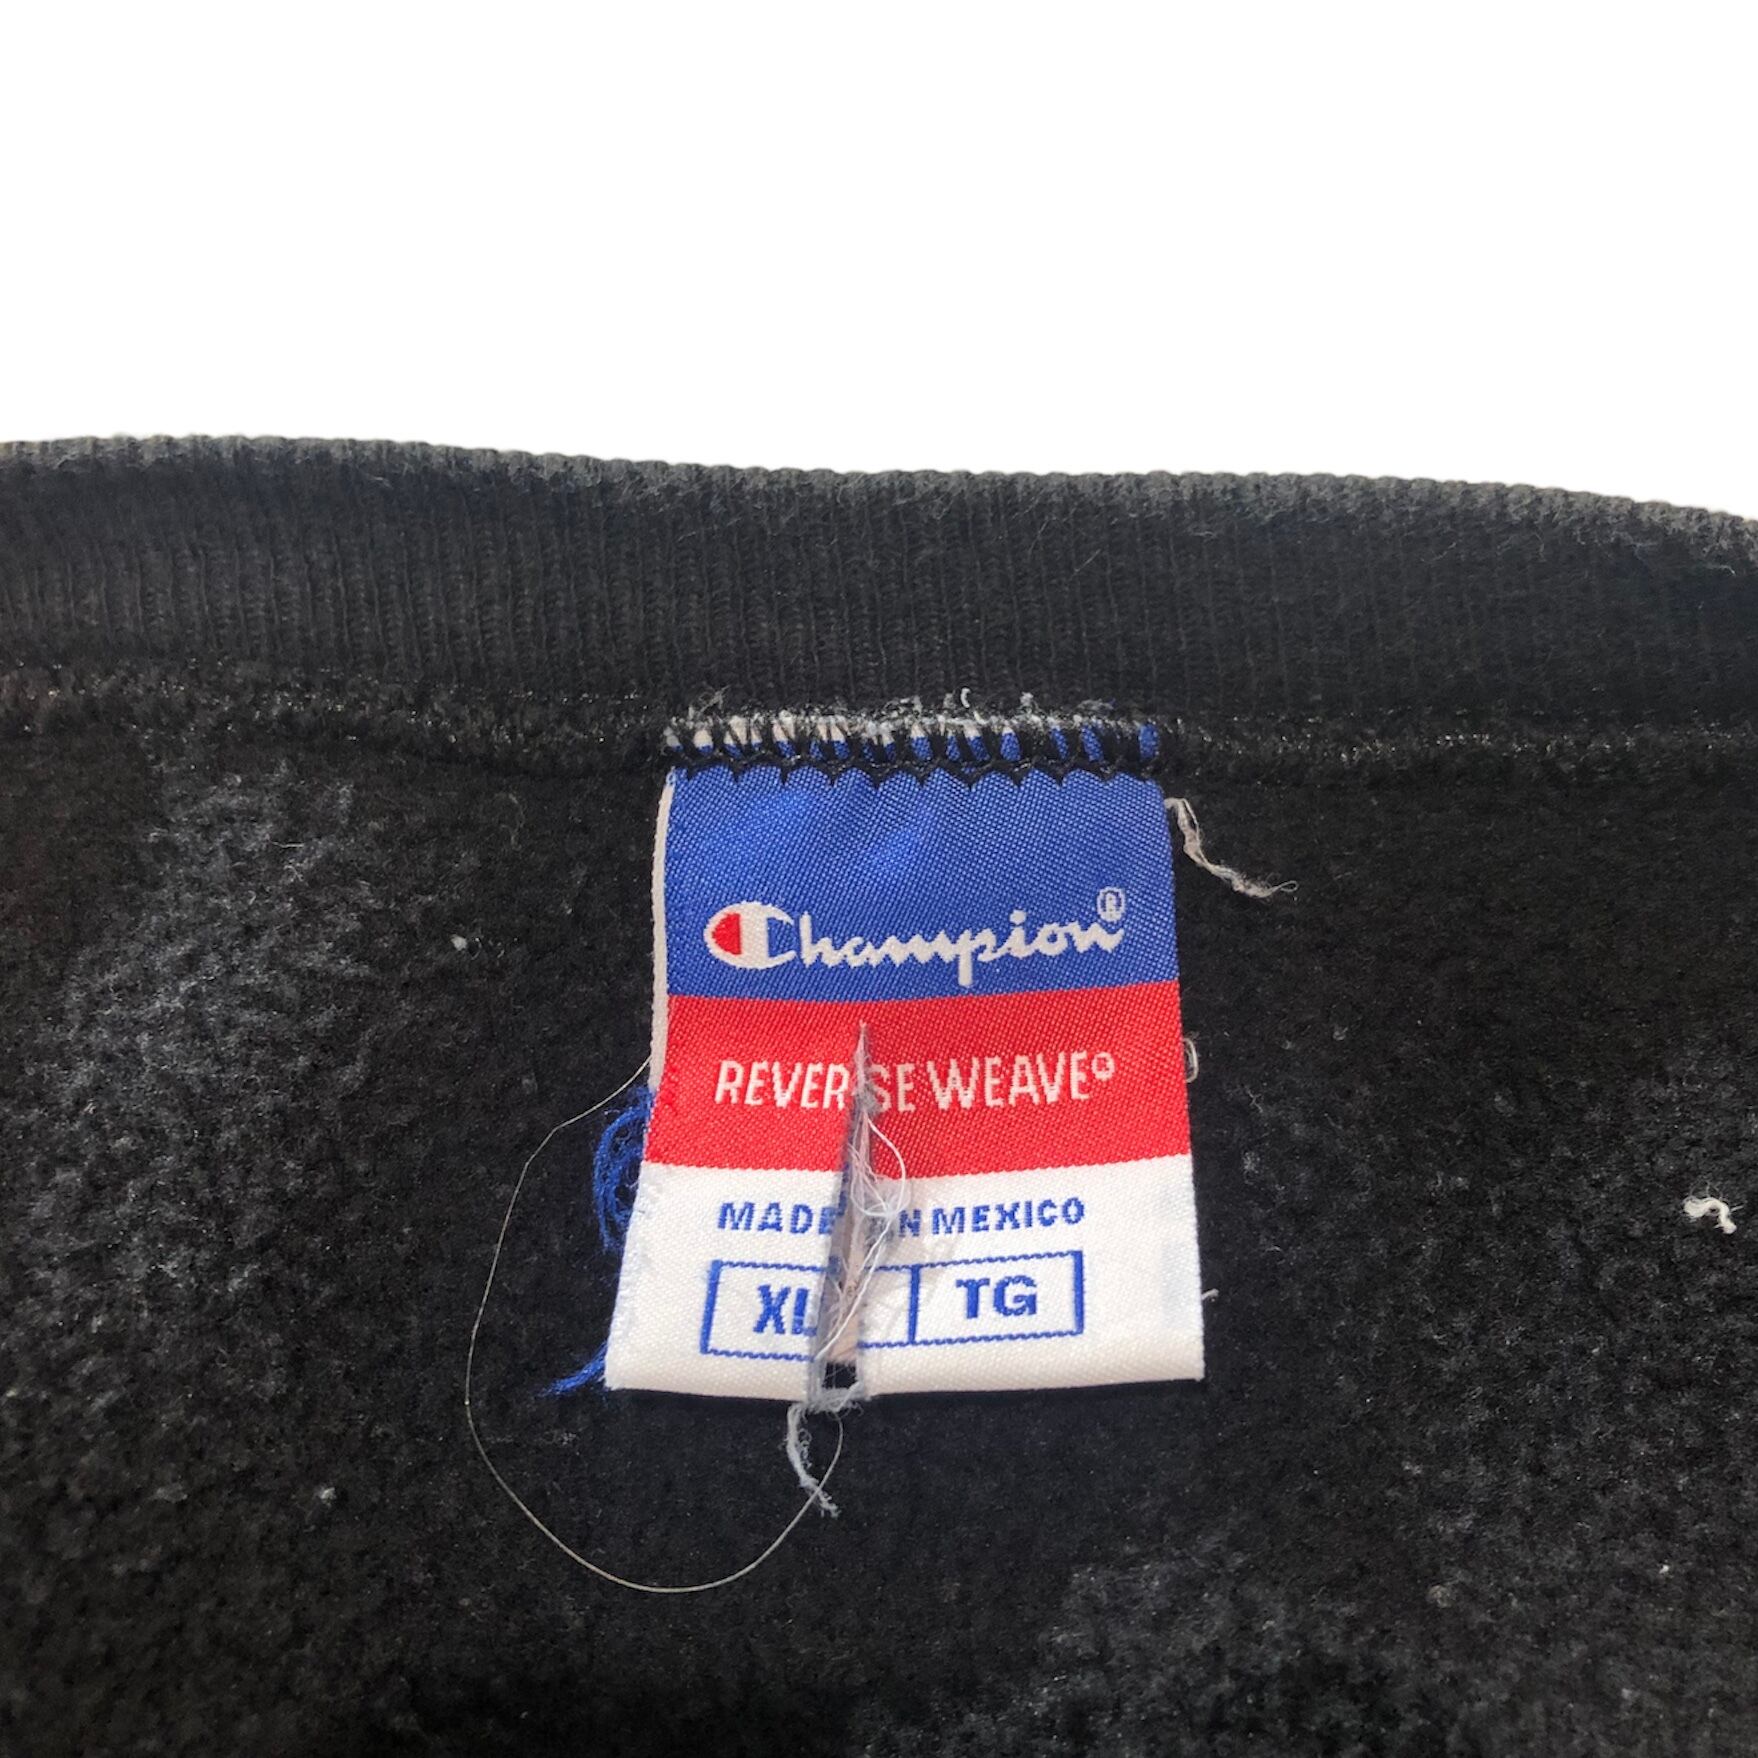 Champion®
REVERSE WEAVE®
MADE IN MEXICO
XL TG